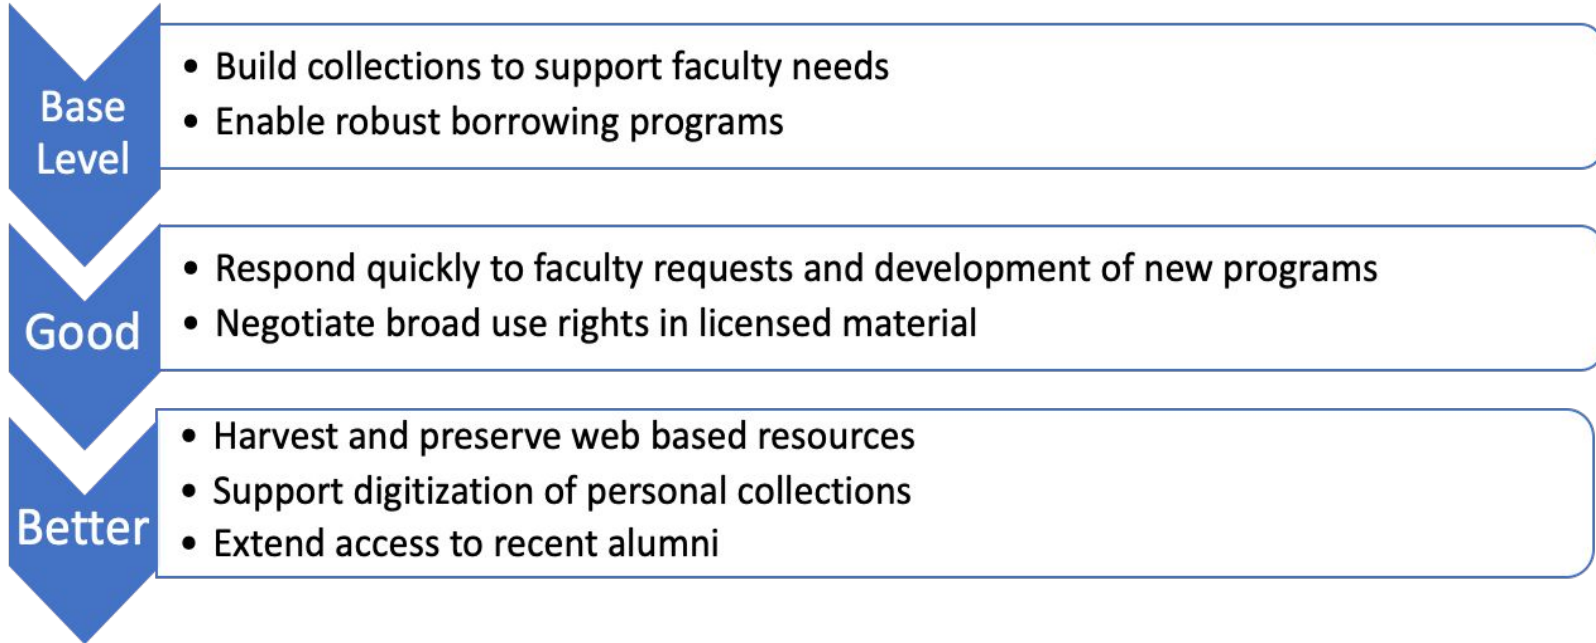 Base
Level
• Build collections to support faculty needs
• Enable robust borrowing programs
Good
• Respond quickly to faculty requests and development of new programs
• Negotiate broad use rights in licensed material
Better
• Harvest and preserve web based resources
• Support digitization of personal collections
• Extend access to recent alumni